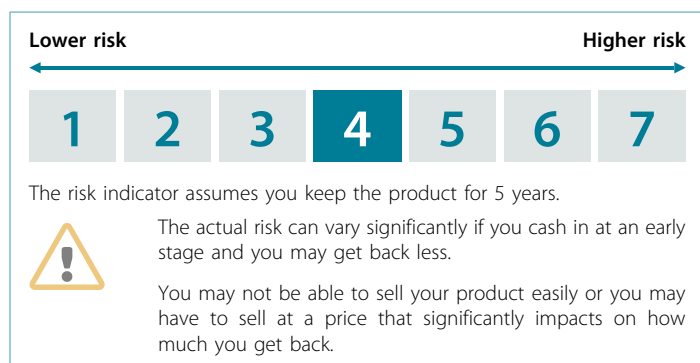 Lower risk Higher risk
1 2 3 4 5 6 7
The risk indicator assumes you keep the product for 5 years.
The actual risk can vary significantly if you cash in at an early
stage and you may get back less.
You may not be able to sell your product easily or you may
have to sell at a price that significantly impacts on how
much you get back.